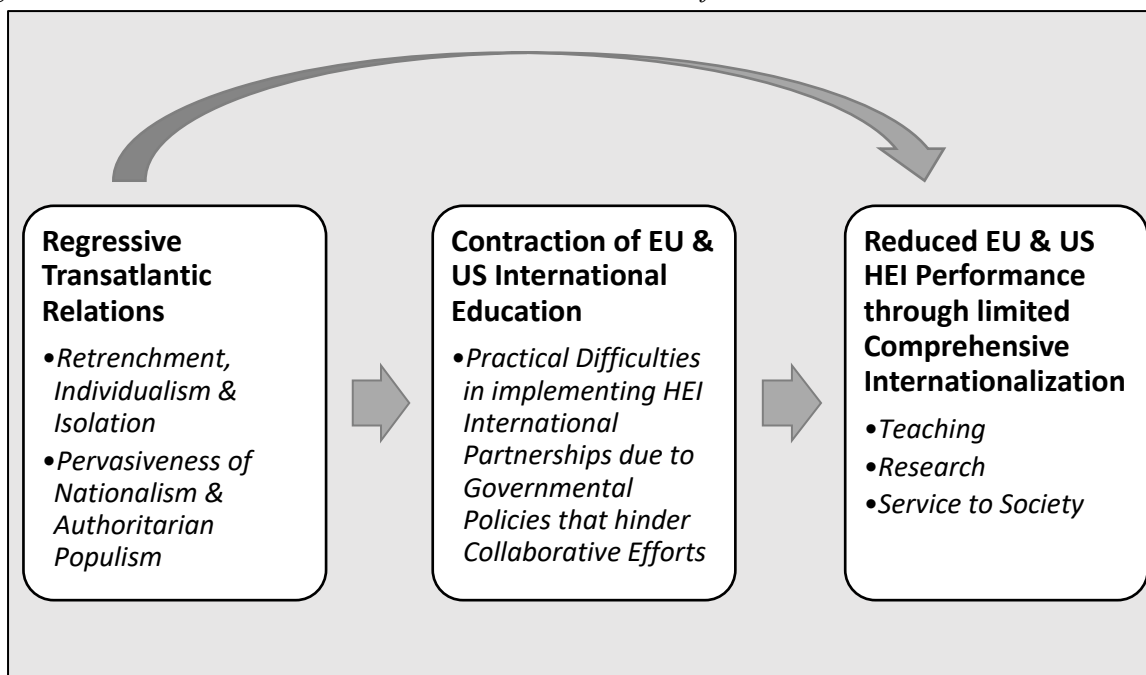 Regressive
Transatlantic
Relations
•Retrenchment,
Individualism &
Isolation
•Pervasiveness of
Nationalism &
Authoritarian
Populism
Contraction of EU &
US International
Education
•Practical Difficulties
in implementing HEI
International
Partnerships due to
Governmental
Policies that hinder
Collaborative Efforts
Reduced EU & US
HEI Performance
through limited
Comprehensive
Internationalization
•Teaching
•Research
•Service to Society